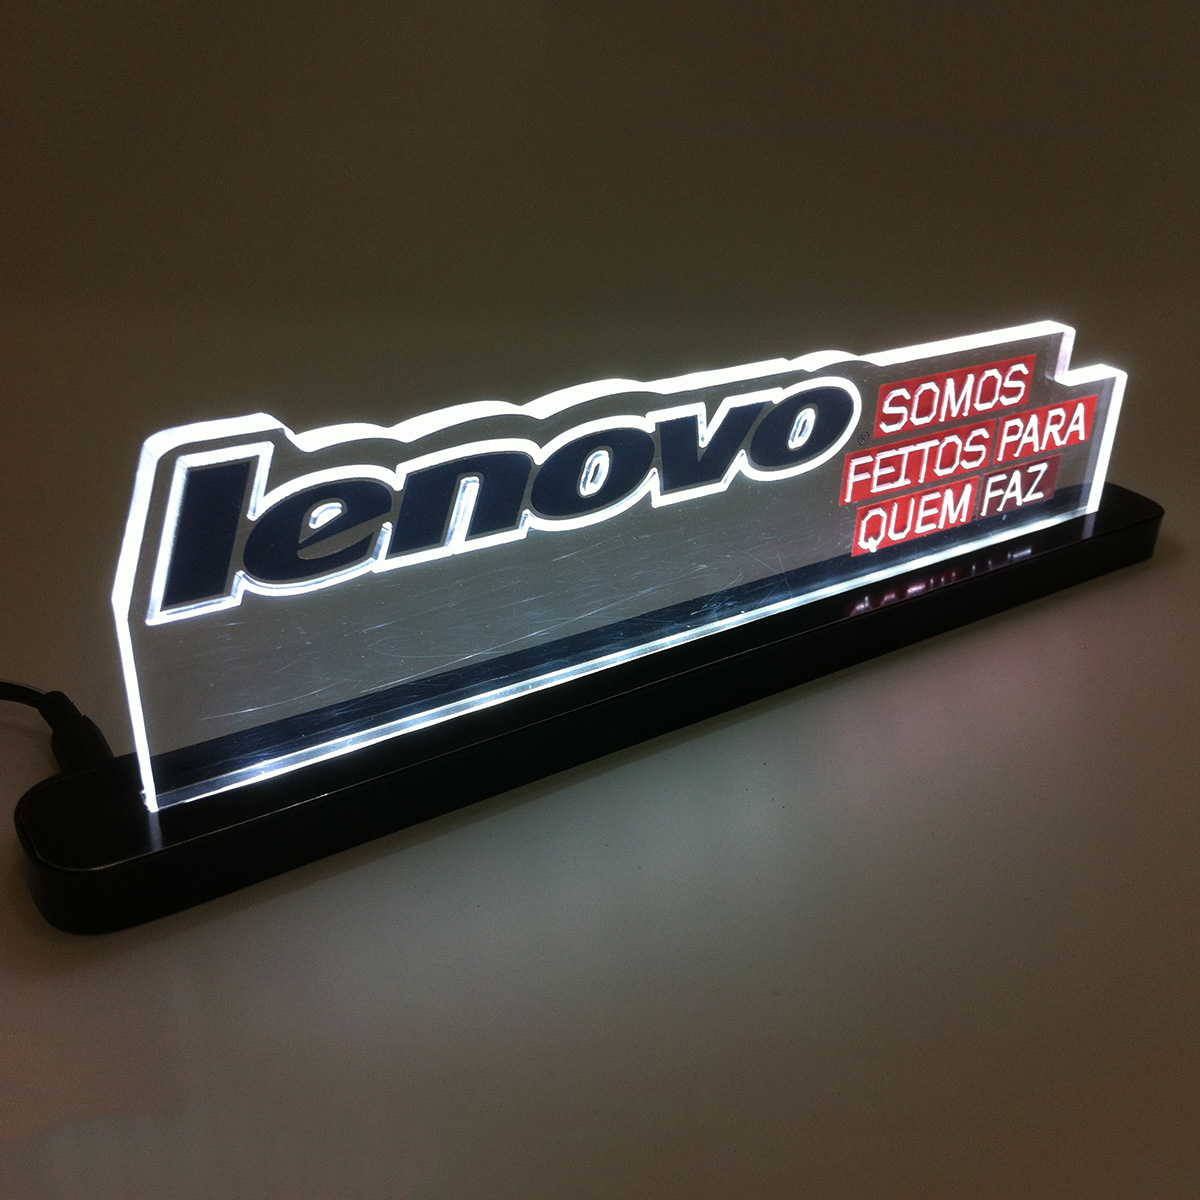 lenovo®
SOMOS
FEITOS PARA
QUEM FAZ